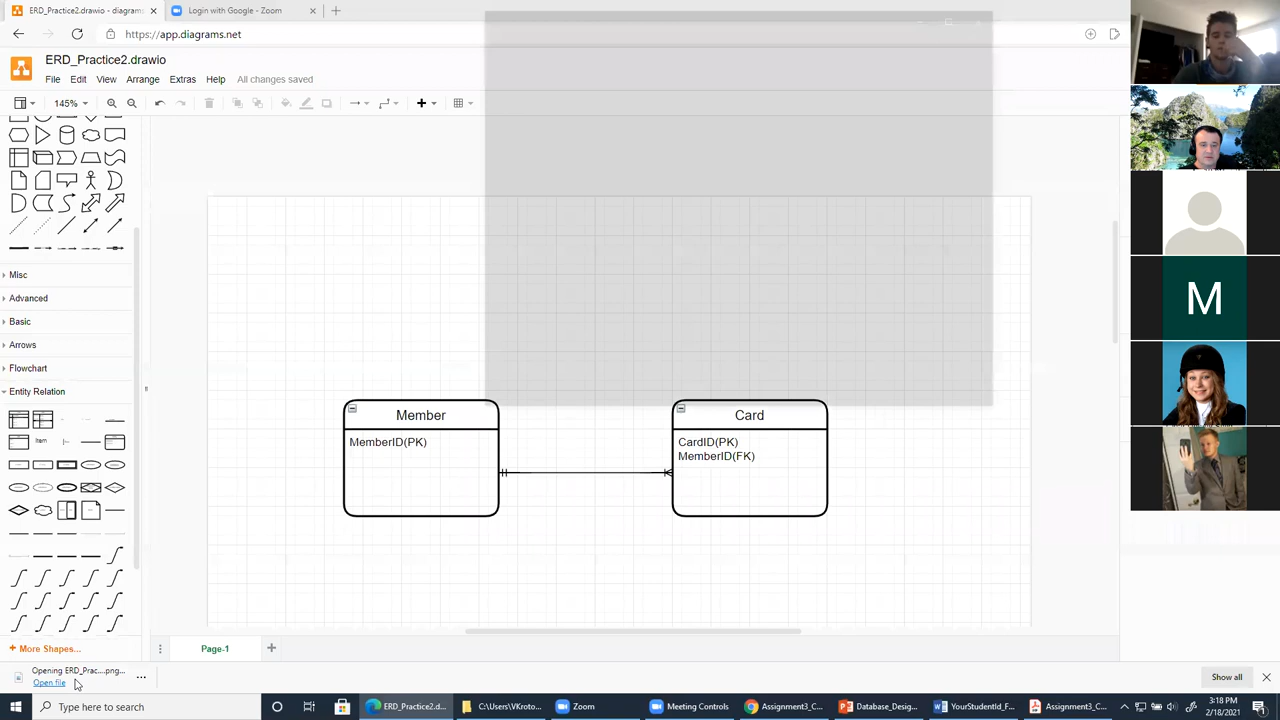 ERD_Practice2.drawio - diagrams
Login with Google - Zoom
https://app.diagrams.net
ERD_Practice2.drawio
File Edit View Arrange Extras Help All changes saved
145%
Misc
Advanced
Basic
Arrows
Flowchart
Entity Relation
Member
MemberID(PK)
Card
CardID(PK)
MemberID(FK)
M
+ More Shapes...
Page-1
Opening ERD_Prac....png...
Open file
Show all
Type here to search
ERD_Practice2.d...
C:\Users\VKroto...
Zoom
Meeting Controls
Assignment3_C...
Database_Desig...
YourStudentId_F...
Assignment3_C...
3:18 PM
2/18/2021